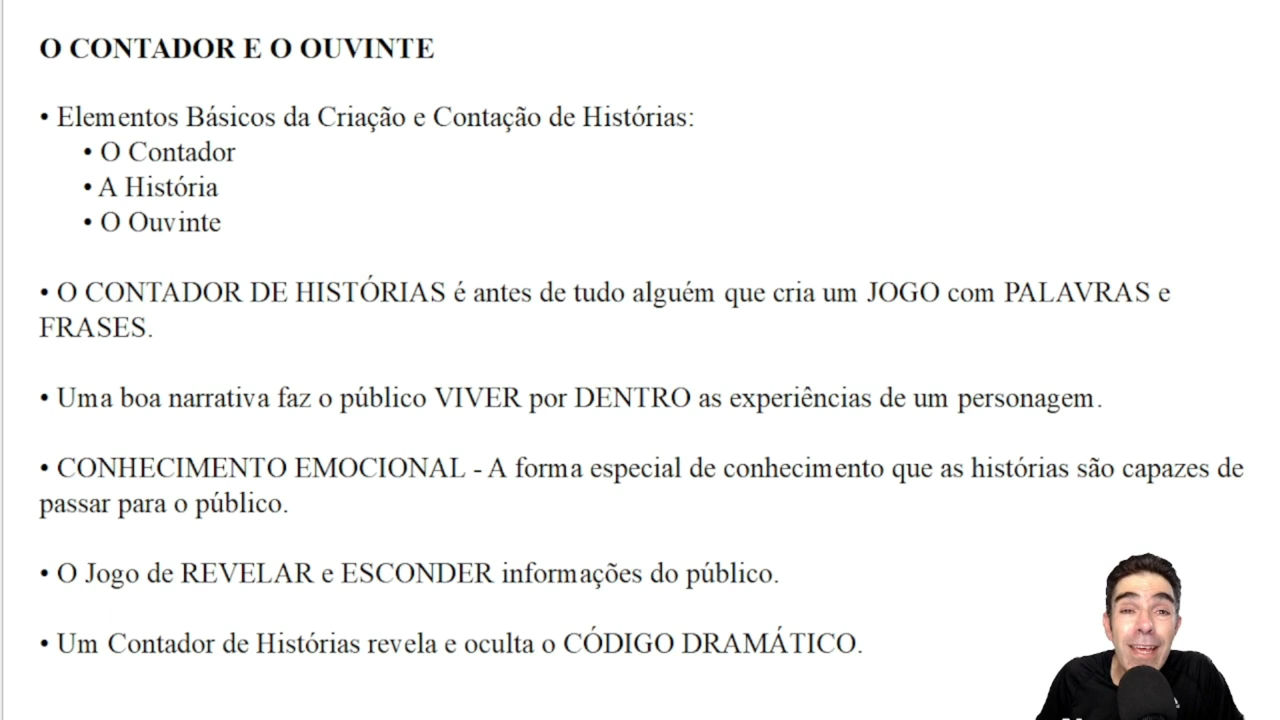 O CONTADOR E O OUVINTE
• Elementos Básicos da Criação e Contação de Histórias:
• O Contador
• A História
• O Ouvinte
• O CONTADOR DE HISTÓRIAS é antes de tudo alguém que cria um JOGO com PALAVRAS e
FRASES.
• Uma boa narrativa faz o público VIVER por DENTRO as experiências de um personagem.
• CONHECIMENTO EMOCIONAL - A forma especial de conhecimento que as histórias são capazes de
passar para o público.
• O Jogo de REVELAR e ESCONDER informações do público.
• Um Contador de Histórias revela e oculta o CÓDIGO DRAMÁTICO.